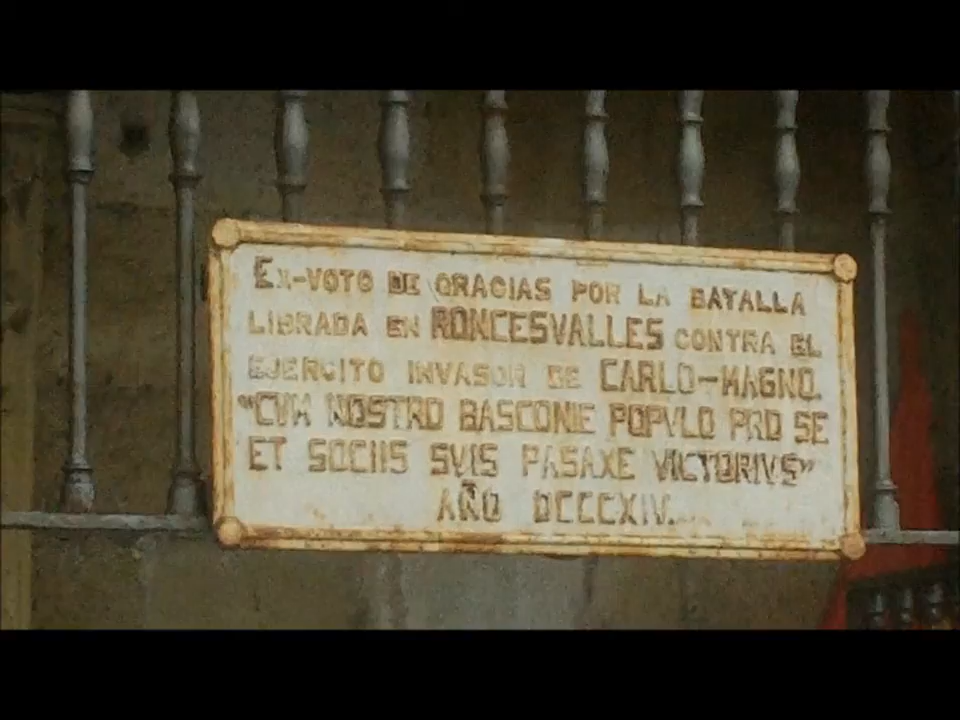 EX-VOTO DE GRACIAS POR LA BATALLA
LIBRADA EN RONCESVALLES CONTRA EL
EJERCITO INVASOR DE CARLO-MAGNO.
"CVM NOSTRO BASCONIE POPVLO PRO SE
ET SOCIIS SVIS PASAXE VICTORIVS"
AÑO DCCCXIV.